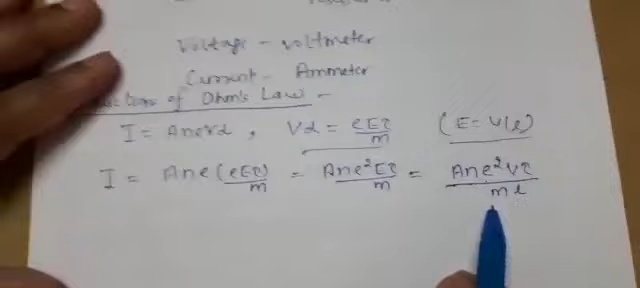 Voltage - voltmeter
Current - Ammeter
of Ohm's Law -
I = Anevd , Vd = eEτ/m (E = V/l)
I = Ane (eEτ/m) = Ane²Eτ/m = Ane²Vτ/ml